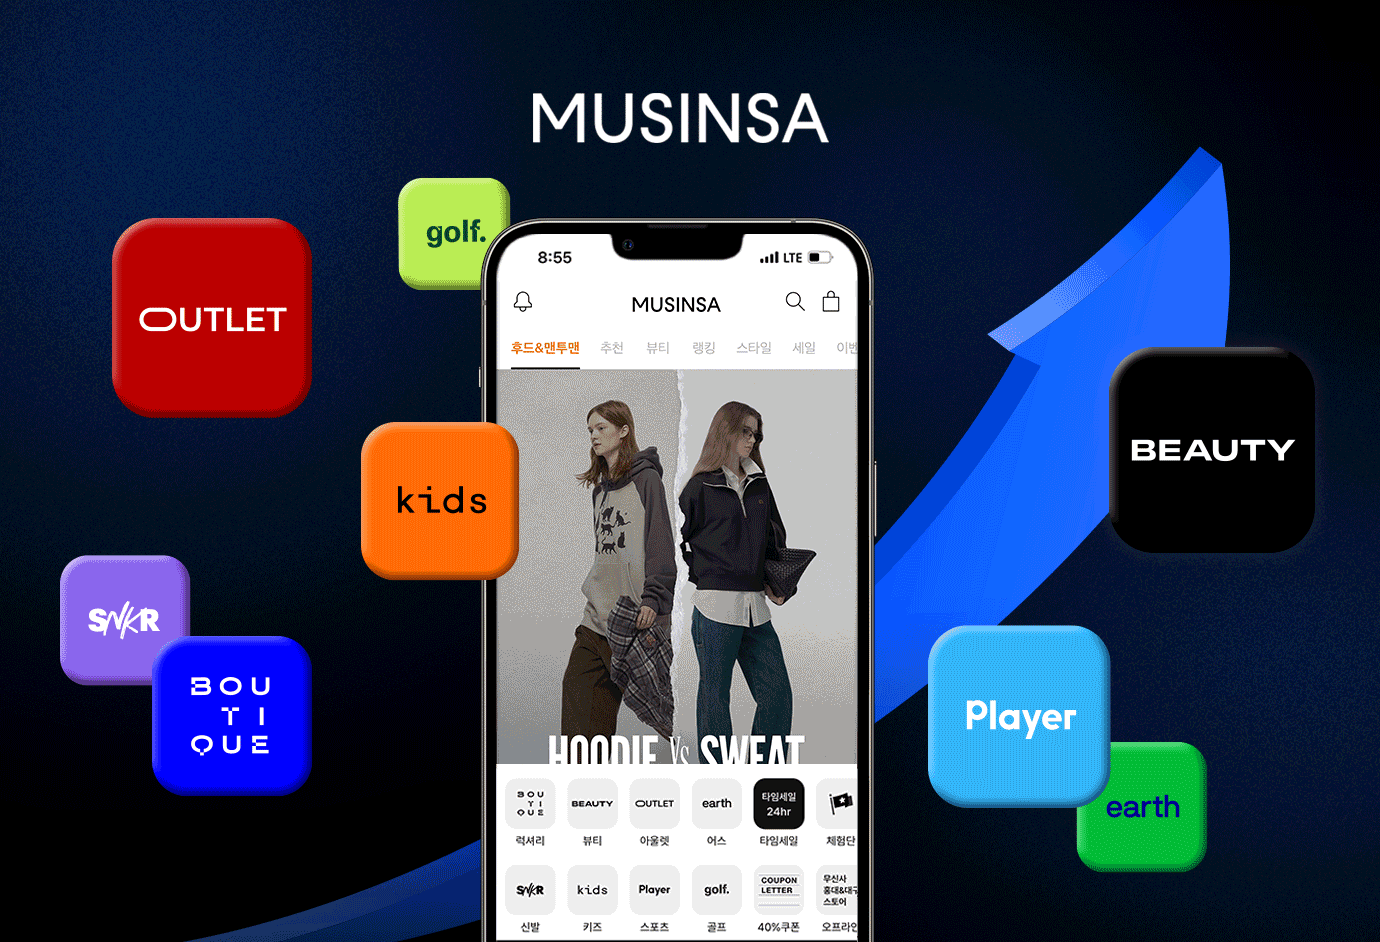 MUSINSA
golf.
OUTLET
8:55
LTE
MUSINSA
후드&맨투맨 추천 뷰티 랭킹 스타일 세일 이벤
BEAUTY
kids
SNKR
BOU
TI
QUE
Player
earth
HOODIE Vs SWEAT
BOU
TI
QUE
BEAUTY
OUTLET
earth
타임세일
24hr
럭셔리 뷰티 아울렛 어스 타임세일 체험단
SNKR
kids
Player
golf.
COUPON
LETTER
무신사
홍대&대구
스토어
신발 키즈 스포츠 골프 40%쿠폰 오프라인